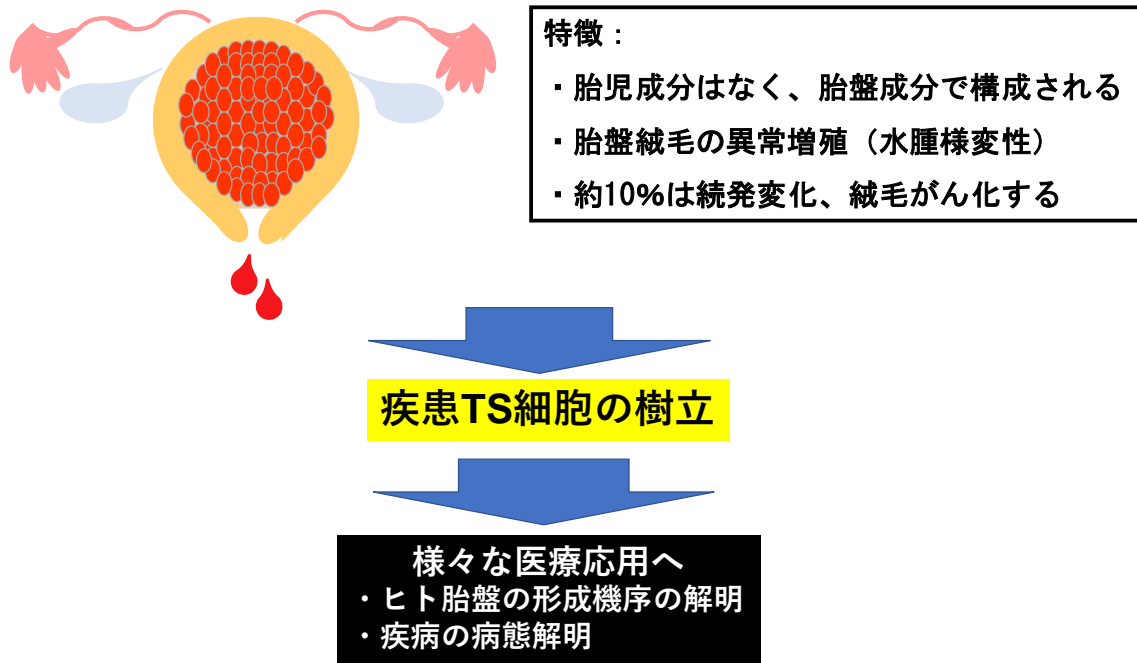 特徴：
・胎児成分はなく、胎盤成分で構成される
・胎盤絨毛の異常増殖（水腫様変性）
・約10%は続発変化、絨毛がん化する
疾患TS細胞の樹立
様々な医療応用へ
・ヒト胎盤の形成機序の解明
・疾病の病態解明